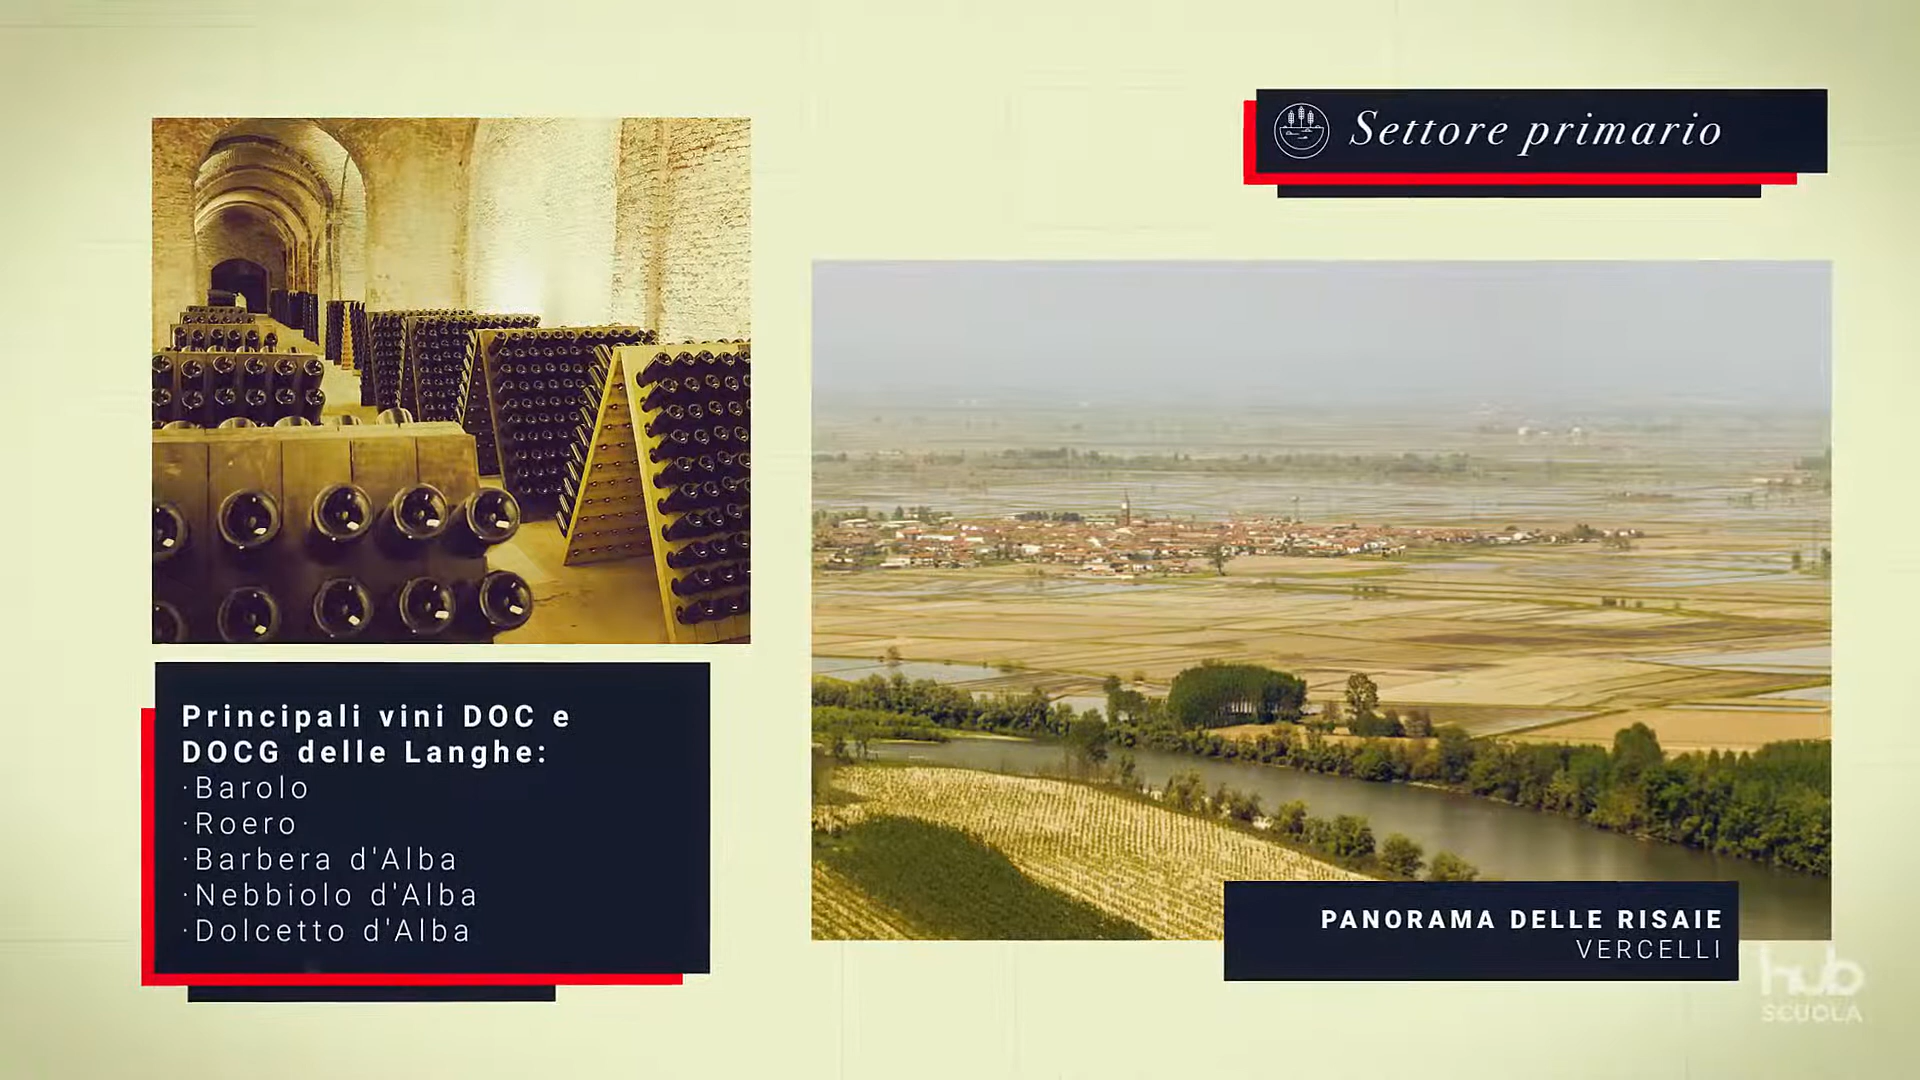 Settore primario
Principali vini DOC e
DOCG delle Langhe:
·Barolo
·Roero
·Barbera d'Alba
·Nebbiolo d'Alba
·Dolcetto d'Alba
PANORAMA DELLE RISAIE
VERCELLI
hub
SCUOLA